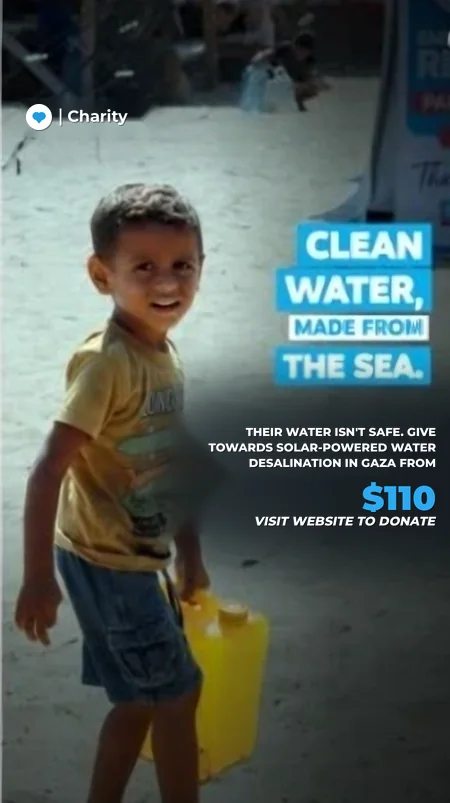 | Charity
CLEAN
WATER,
MADE FROM
THE SEA.
THEIR WATER ISN'T SAFE. GIVE
TOWARDS SOLAR-POWERED WATER
DESALINATION IN GAZA FROM
$110
VISIT WEBSITE TO DONATE